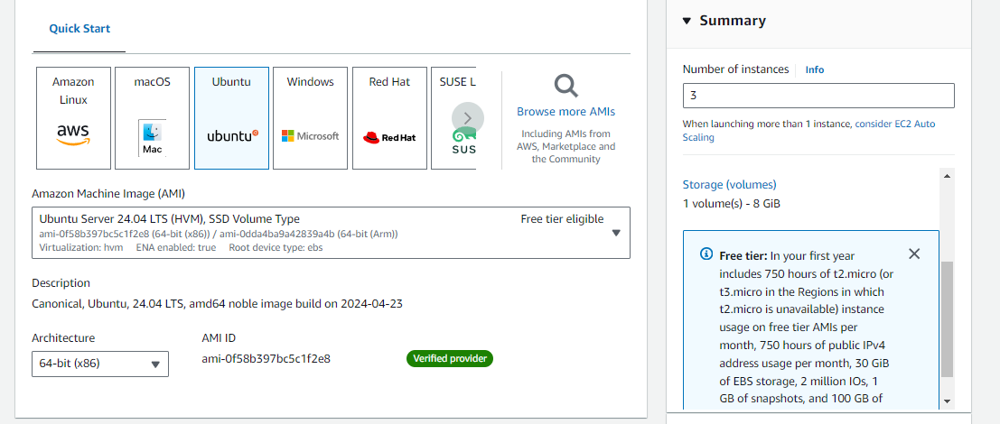 Quick Start
Amazon
Linux
aws
macOS
Mac
Ubuntu
ubuntu
Windows
Microsoft
Red Hat
Red Hat
SUSE L
SUS
Browse more AMIs
Including AMIs from
AWS, Marketplace and
the Community
Amazon Machine Image (AMI)
Ubuntu Server 24.04 LTS (HVM), SSD Volume Type
Free tier eligible
ami-0f58b397bc5c1f2e8 (64-bit (x86)) / ami-0dda4ba9a42839a4b (64-bit (Arm))
Virtualization: hvm ENA enabled: true Root device type: ebs
Description
Canonical, Ubuntu, 24.04 LTS, amd64 noble image build on 2024-04-23
Architecture
64-bit (x86)
AMI ID
ami-0f58b397bc5c1f2e8
Verified provider
Summary
Number of instances Info
3
When launching more than 1 instance, consider EC2 Auto
Scaling
Storage (volumes)
1 volume(s) - 8 GiB
Free tier: In your first year
includes 750 hours of t2.micro (or
t3.micro in the Regions in which
t2.micro is unavailable) instance
usage on free tier AMIs per
month, 750 hours of public IPv4
address usage per month, 30 GiB
of EBS storage, 2 million IOs, 1
GB of snapshots, and 100 GB of